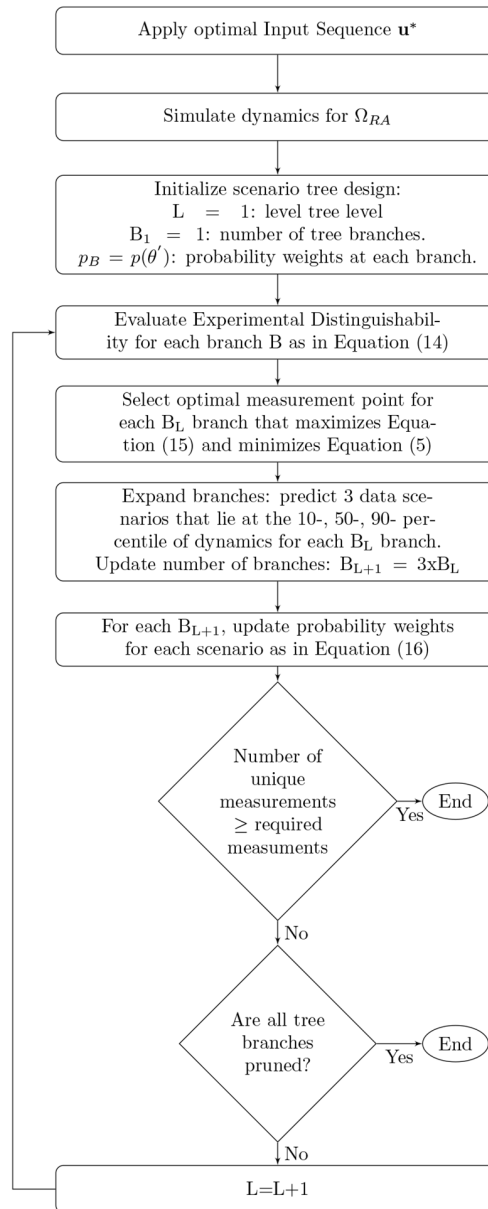 Apply optimal Input Sequence u*
Simulate dynamics for Ω_RA
Initialize scenario tree design:
L = 1: level tree level
B₁ = 1: number of tree branches.
p_B = p(θ′): probability weights at each branch.
Evaluate Experimental Distinguishabil-
ity for each branch B as in Equation (14)
Select optimal measurement point for
each B_L branch that maximizes Equa-
tion (15) and minimizes Equation (5)
Expand branches: predict 3 data sce-
narios that lie at the 10-, 50-, 90- per-
centile of dynamics for each B_L branch.
Update number of branches: B_L+1 = 3xB_L
For each B_L+1, update probability weights
for each scenario as in Equation (16)
Number of
unique
measurements
≥ required
measuments
Yes
End
No
Are all tree
branches
pruned?
Yes
End
No
L=L+1